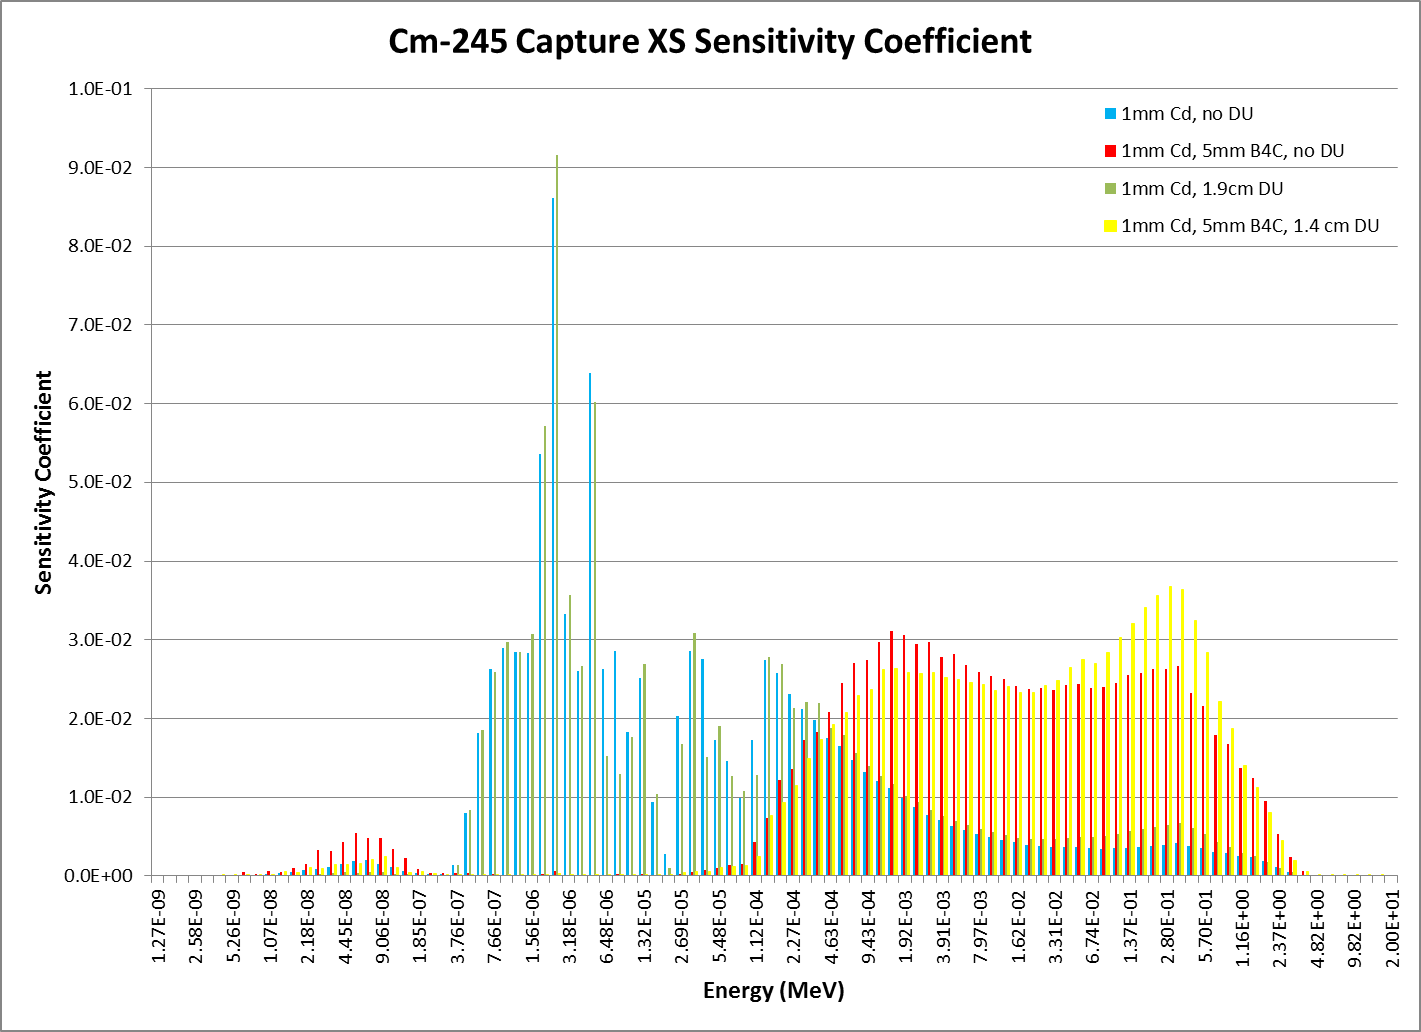 Cm-245 Capture XS Sensitivity Coefficient
1.0E-01
9.0E-02
8.0E-02
7.0E-02
6.0E-02
5.0E-02
4.0E-02
3.0E-02
2.0E-02
1.0E-02
0.0E+00
Sensitivity Coefficient
1mm Cd, no DU
1mm Cd, 5mm B4C, no DU
1mm Cd, 1.9cm DU
1mm Cd, 5mm B4C, 1.4 cm DU
1.27E-09
2.58E-09
5.26E-09
1.07E-08
2.18E-08
4.45E-08
9.06E-08
1.85E-07
3.76E-07
7.66E-07
1.56E-06
3.18E-06
6.48E-06
1.32E-05
2.69E-05
5.48E-05
1.12E-04
2.27E-04
4.63E-04
9.43E-04
1.92E-03
3.91E-03
7.97E-03
1.62E-02
3.31E-02
6.74E-02
1.37E-01
2.80E-01
5.70E-01
1.16E+00
2.37E+00
4.82E+00
9.82E+00
2.00E+01
Energy (MeV)